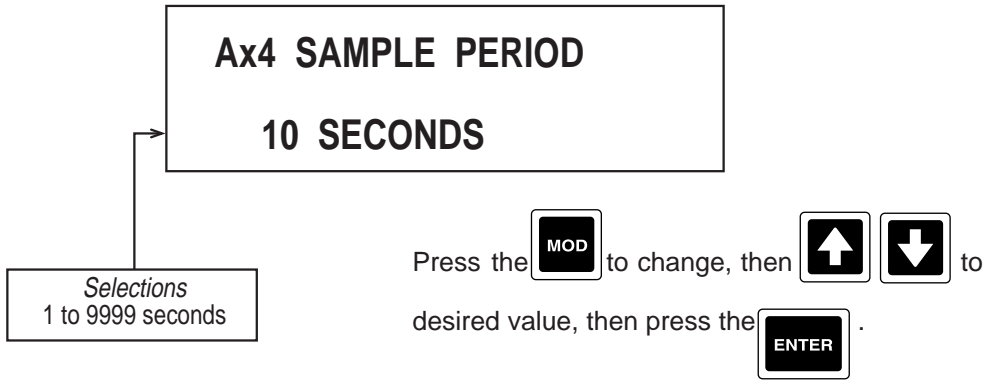 Ax4 SAMPLE PERIOD
10 SECONDS
Selections
1 to 9999 seconds
Press the MOD to change, then to
desired value, then press the ENTER .